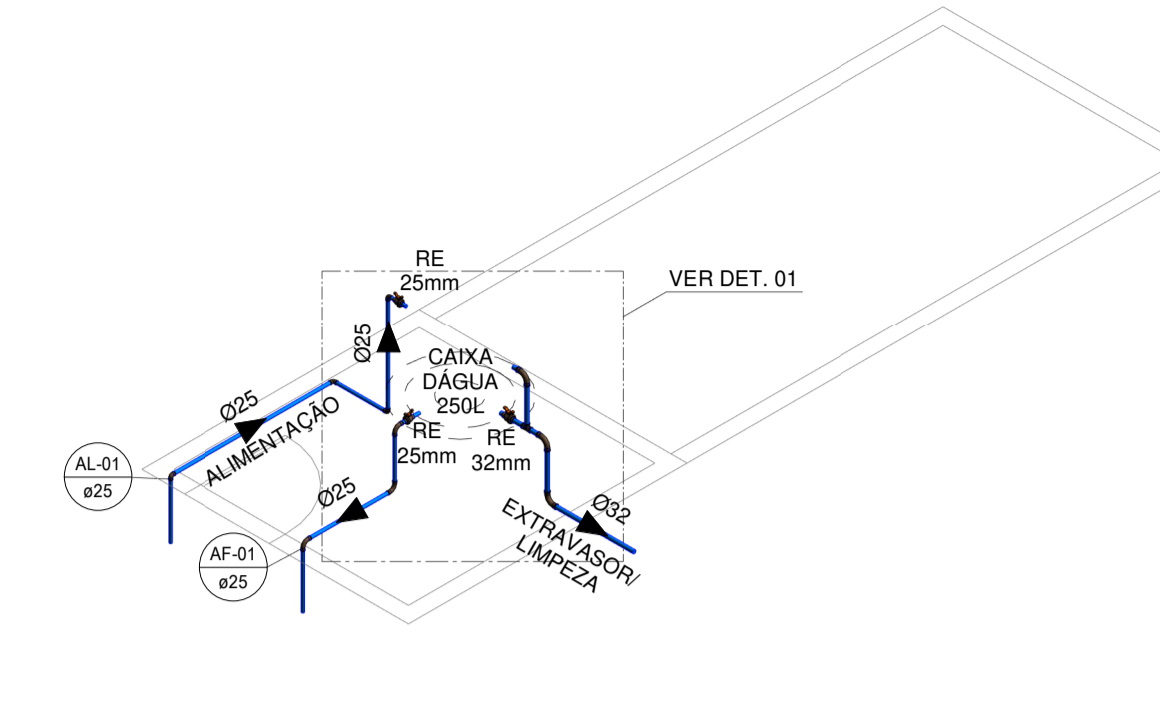 RE
25mm
VER DET. 01
Ø25
CAIXA
DÁGUA
250L
Ø25
ALIMENTAÇÃO
RE
25mm
RE
32mm
AL-01
ø25
Ø25
Ø32
EXTRAVASOR/
LIMPEZA
AF-01
ø25